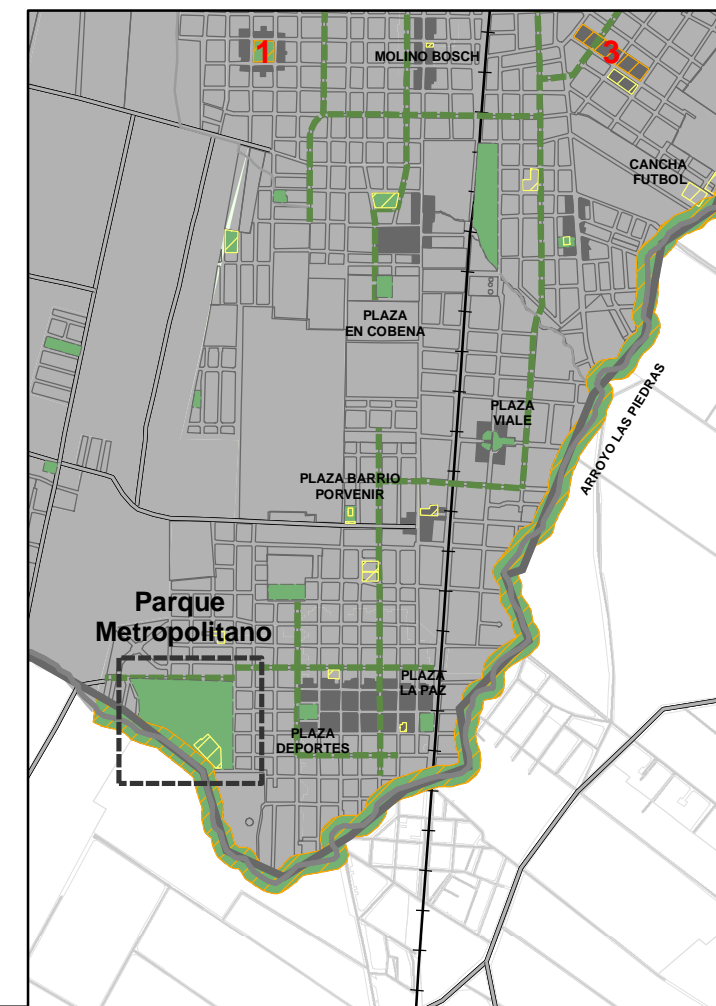 1
3
MOLINO BOSCH
CANCHA
FUTBOL
PLAZA
EN COBENA
PLAZA
VIALE
ARROYO LAS PIEDRAS
PLAZA BARRIO
PORVENIR
Parque
Metropolitano
PLAZA
LA PAZ
PLAZA
DEPORTES